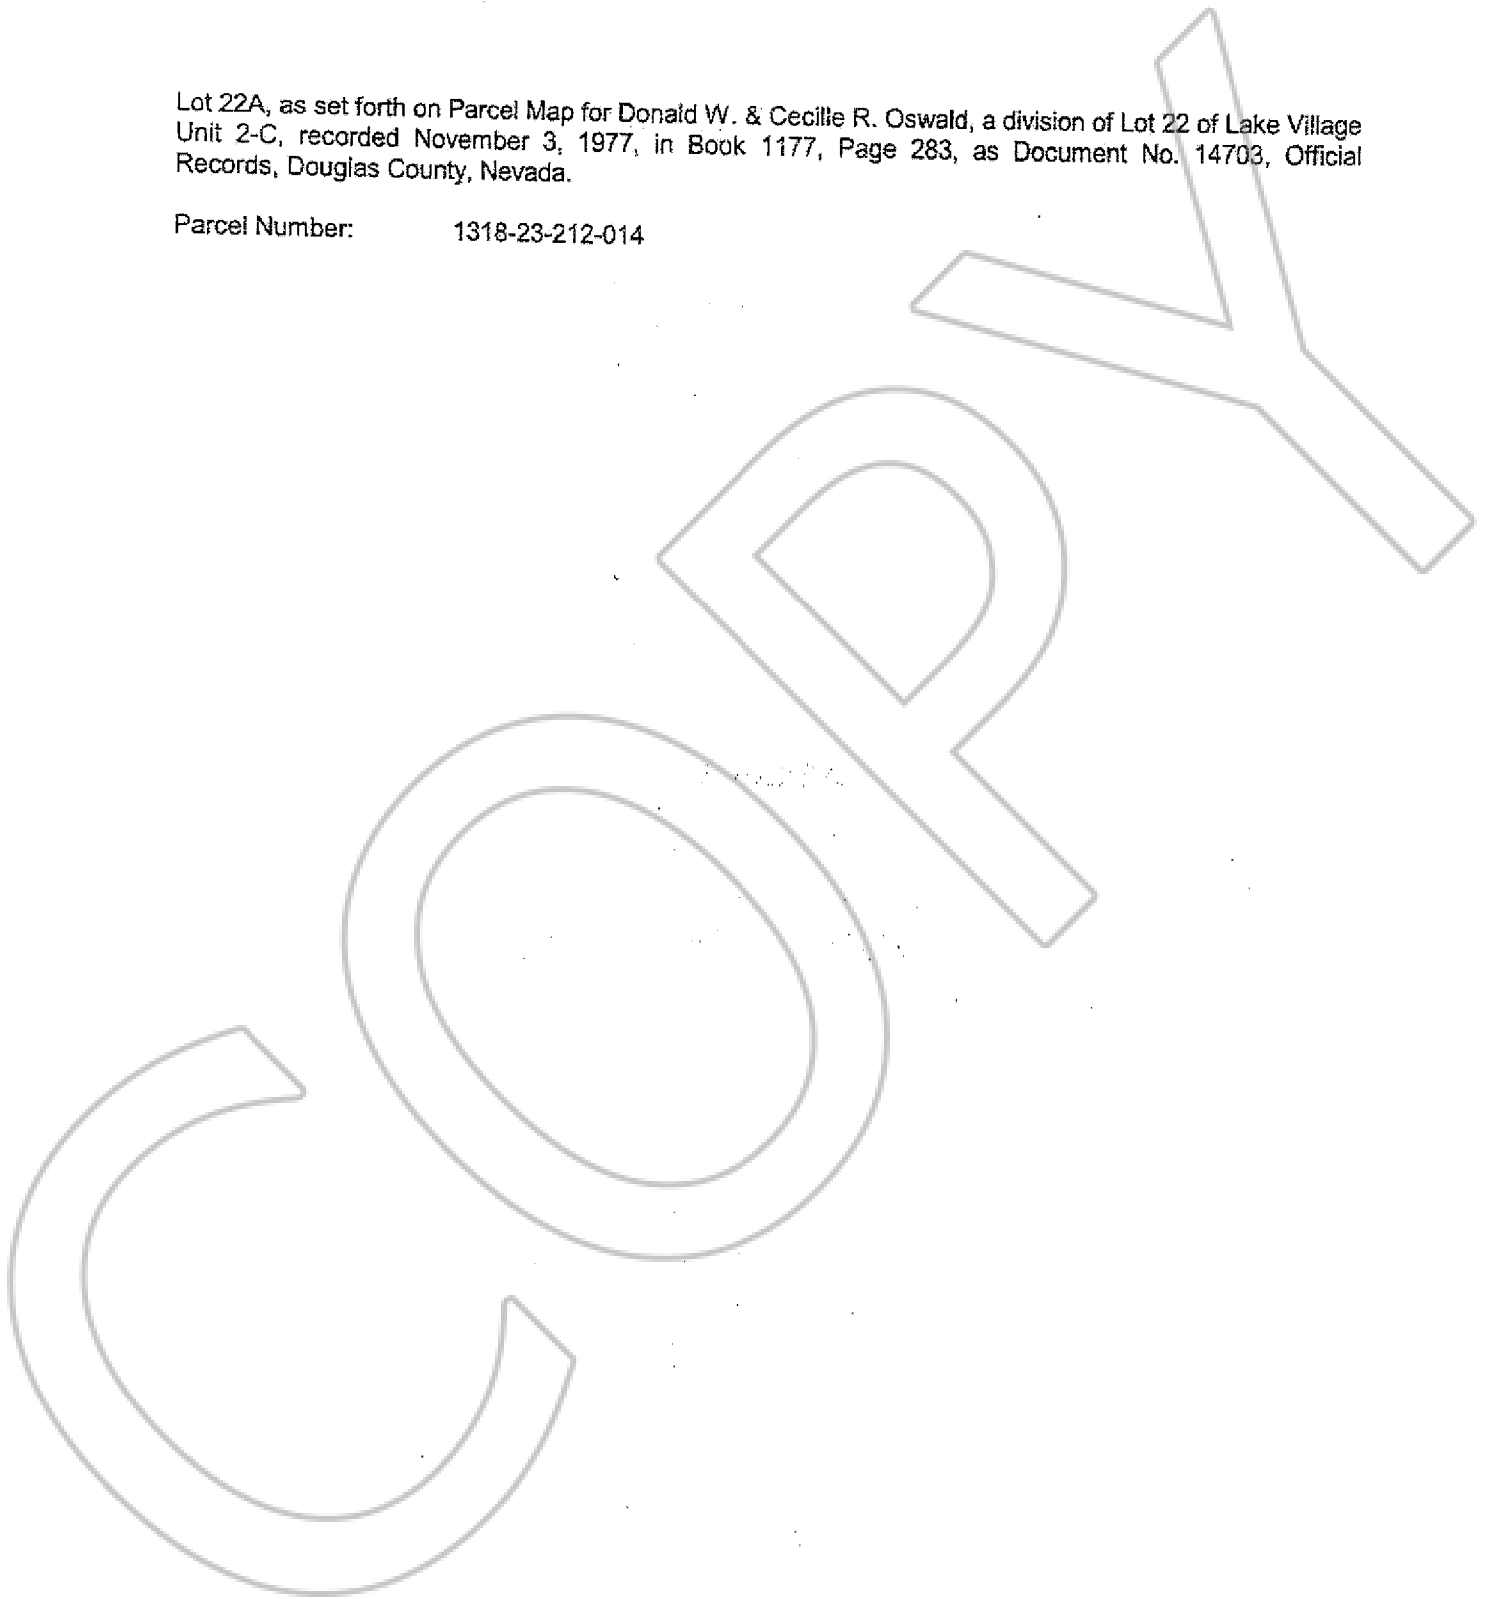 Lot 22A, as set forth on Parcel Map for Donald W. & Cecille R. Oswald, a division of Lot 22 of Lake Village
Unit 2-C, recorded November 3, 1977, in Book 1177, Page 283, as Document No. 14703, Official
Records, Douglas County, Nevada.
Parcel Number: 1318-23-212-014
COPY